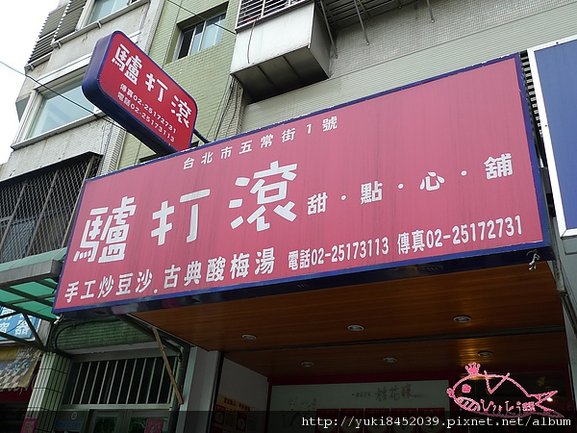 驢打滾
傳真02-25172731
電話02-25173113
台北市五常街1號
驢打滾 甜・點・心・舖
手工炒豆沙.古典酸梅湯 電話02-25173113 傳真02-25172731
http://yuki8452039.pixnet.net/album